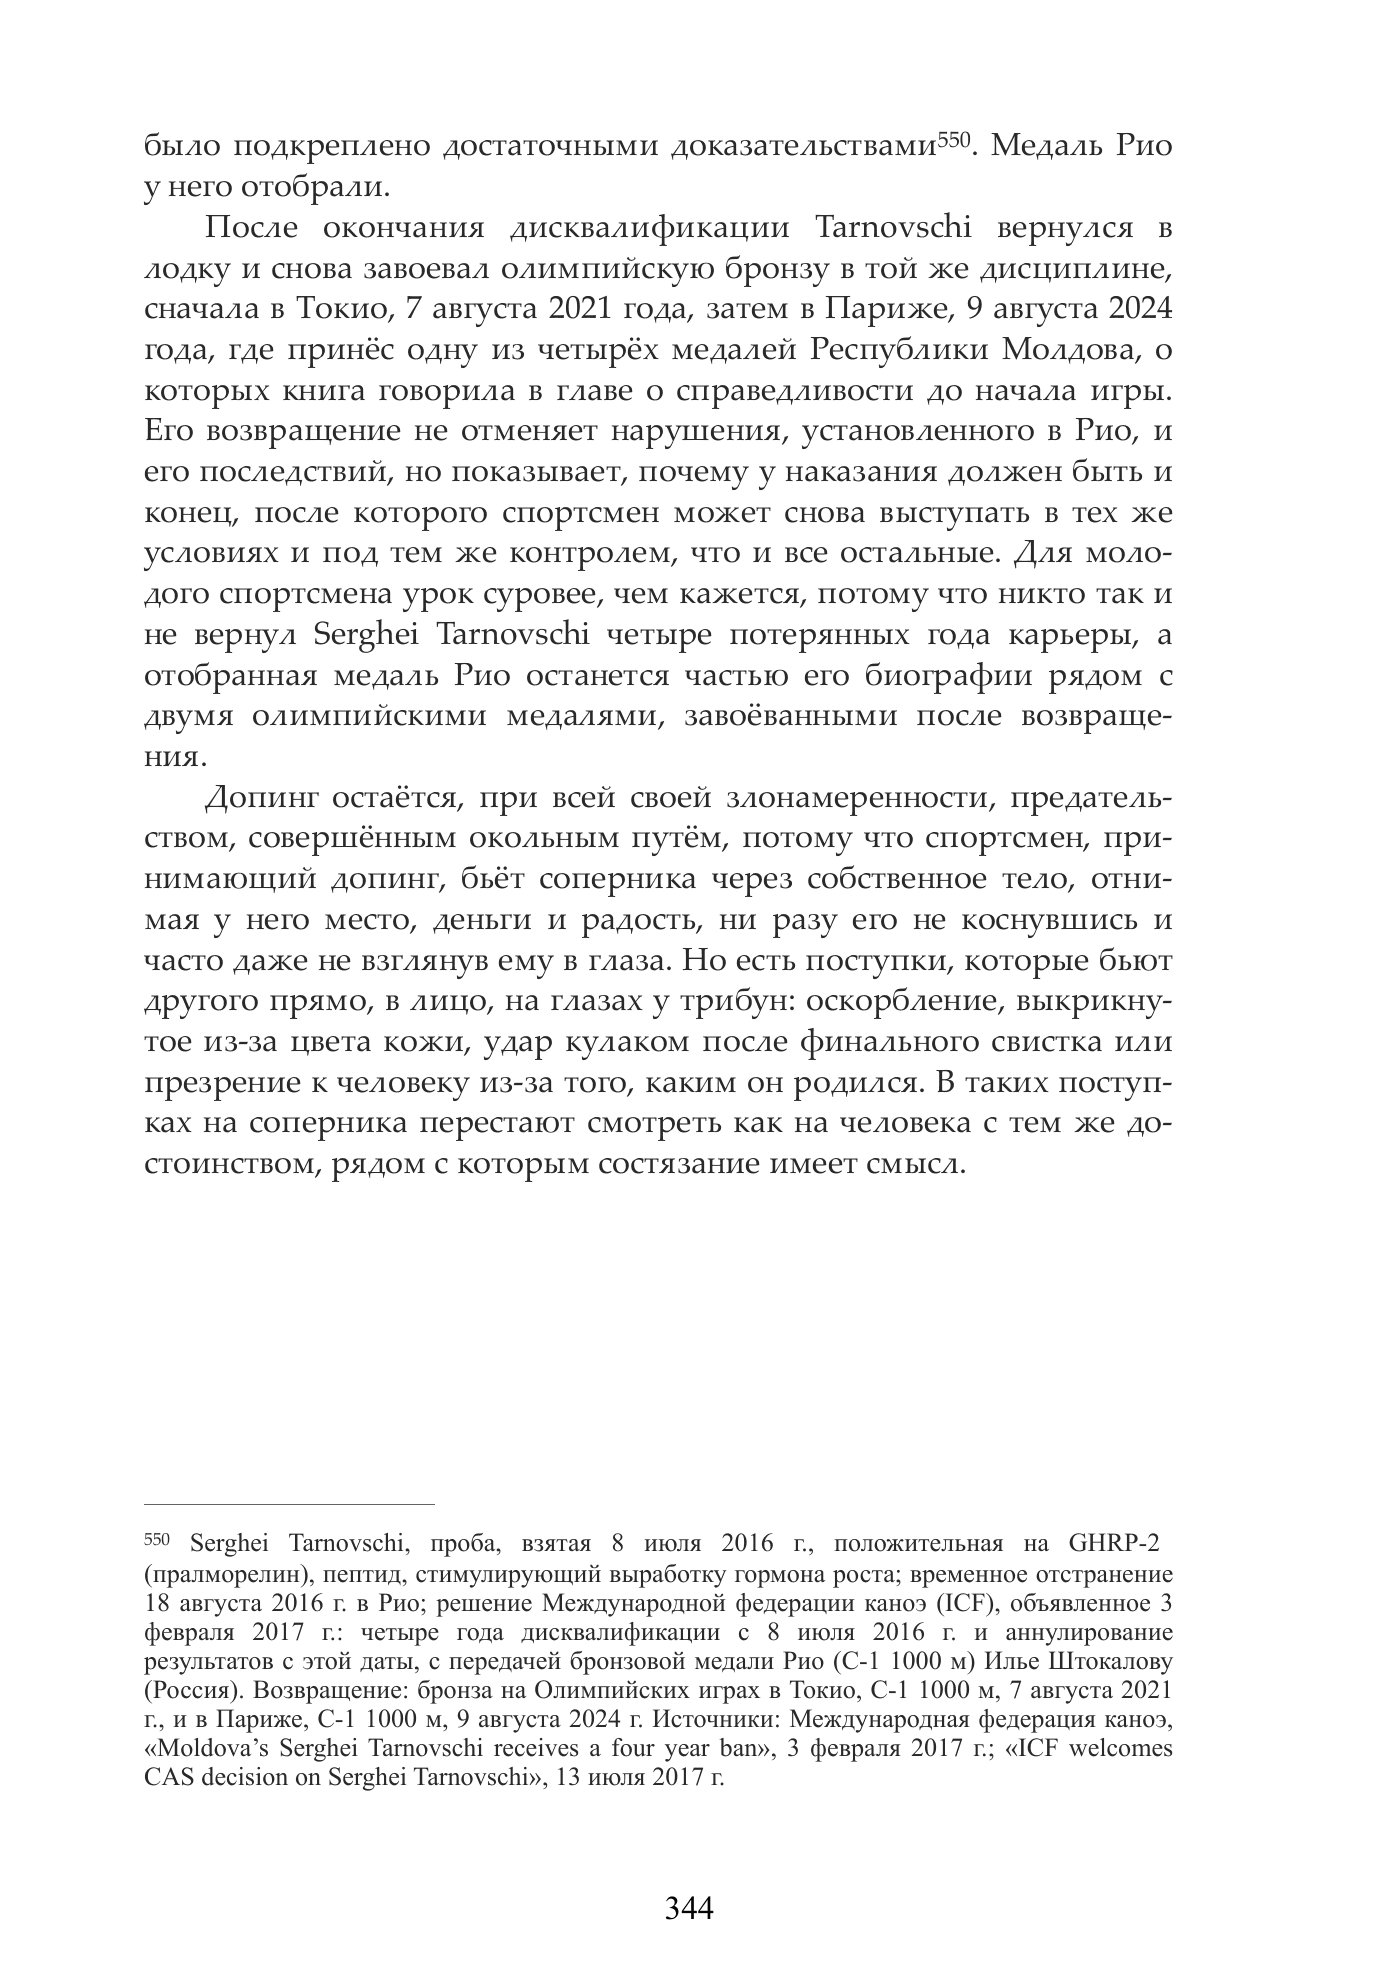 было подкреплено достаточными доказательствами550. Медаль Рио
у него отобрали.
После окончания дисквалификации Tarnovschi вернулся в
лодку и снова завоевал олимпийскую бронзу в той же дисциплине,
сначала в Токио, 7 августа 2021 года, затем в Париже, 9 августа 2024
года, где принёс одну из четырёх медалей Республики Молдова, о
которых книга говорила в главе о справедливости до начала игры.
Его возвращение не отменяет нарушения, установленного в Рио, и
его последствий, но показывает, почему у наказания должен быть и
конец, после которого спортсмен может снова выступать в тех же
условиях и под тем же контролем, что и все остальные. Для моло-
дого спортсмена урок суровее, чем кажется, потому что никто так и
не вернул Serghei Tarnovschi четыре потерянных года карьеры, а
отобранная медаль Рио останется частью его биографии рядом с
двумя олимпийскими медалями, завоёванными после возвраще-
ния.
Допинг остаётся, при всей своей злонамеренности, предатель-
ством, совершённым окольным путём, потому что спортсмен, при-
нимающий допинг, бьёт соперника через собственное тело, отни-
мая у него место, деньги и радость, ни разу его не коснувшись и
часто даже не взглянув ему в глаза. Но есть поступки, которые бьют
другого прямо, в лицо, на глазах у трибун: оскорбление, выкрикну-
тое из-за цвета кожи, удар кулаком после финального свистка или
презрение к человеку из-за того, каким он родился. В таких поступ-
ках на соперника перестают смотреть как на человека с тем же до-
стоинством, рядом с которым состязание имеет смысл.
550 Serghei Tarnovschi, проба, взятая 8 июля 2016 г., положительная на GHRP-2
(пралморелин), пептид, стимулирующий выработку гормона роста; временное отстранение
18 августа 2016 г. в Рио; решение Международной федерации каноэ (ICF), объявленное 3
февраля 2017 г.: четыре года дисквалификации с 8 июля 2016 г. и аннулирование
результатов с этой даты, с передачей бронзовой медали Рио (С-1 1000 м) Илье Штокалову
(Россия). Возвращение: бронза на Олимпийских играх в Токио, С-1 1000 м, 7 августа 2021
г., и в Париже, С-1 1000 м, 9 августа 2024 г. Источники: Международная федерация каноэ,
«Moldova’s Serghei Tarnovschi receives a four year ban», 3 февраля 2017 г.; «ICF welcomes
CAS decision on Serghei Tarnovschi», 13 июля 2017 г.
344